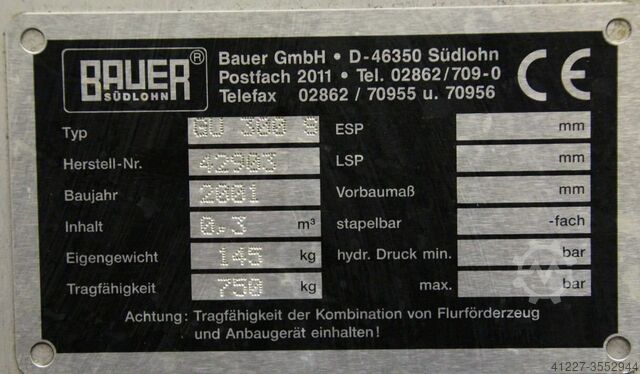 BAUER ®
SÜDLOHN
Bauer GmbH • D-46350 Südlohn
Postfach 2011 • Tel. 02862/709-0
Telefax 02862 / 70955 u. 70956
CE
Typ GU 300 S
Herstell-Nr. 42903
Baujahr 2001
Inhalt 0.3 m³
Eigengewicht 145 kg
Tragfähigkeit 750 kg
ESP mm
LSP mm
Vorbaumaß mm
stapelbar -fach
hydr. Druck min. bar
max. bar
Achtung: Tragfähigkeit der Kombination von Flurförderzeug
und Anbaugerät einhalten!
41227-3552944